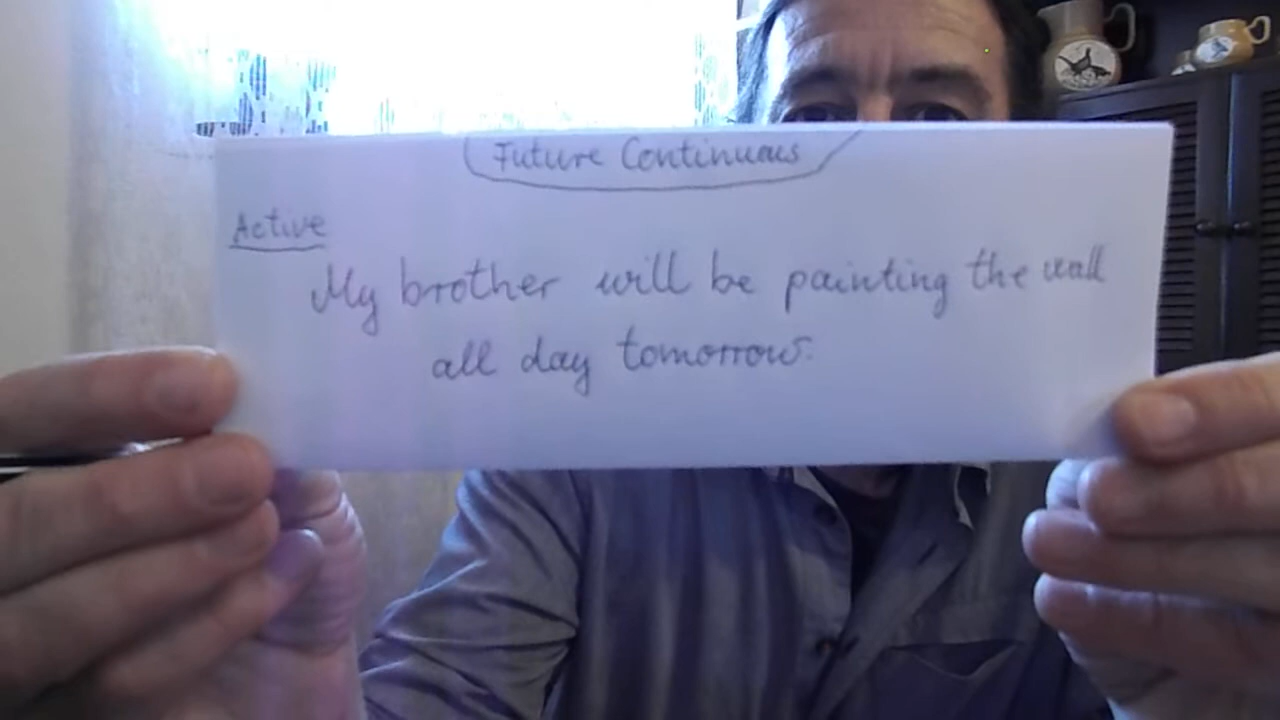 Future Continuous
Active
My brother will be painting the wall
all day tomorrow.